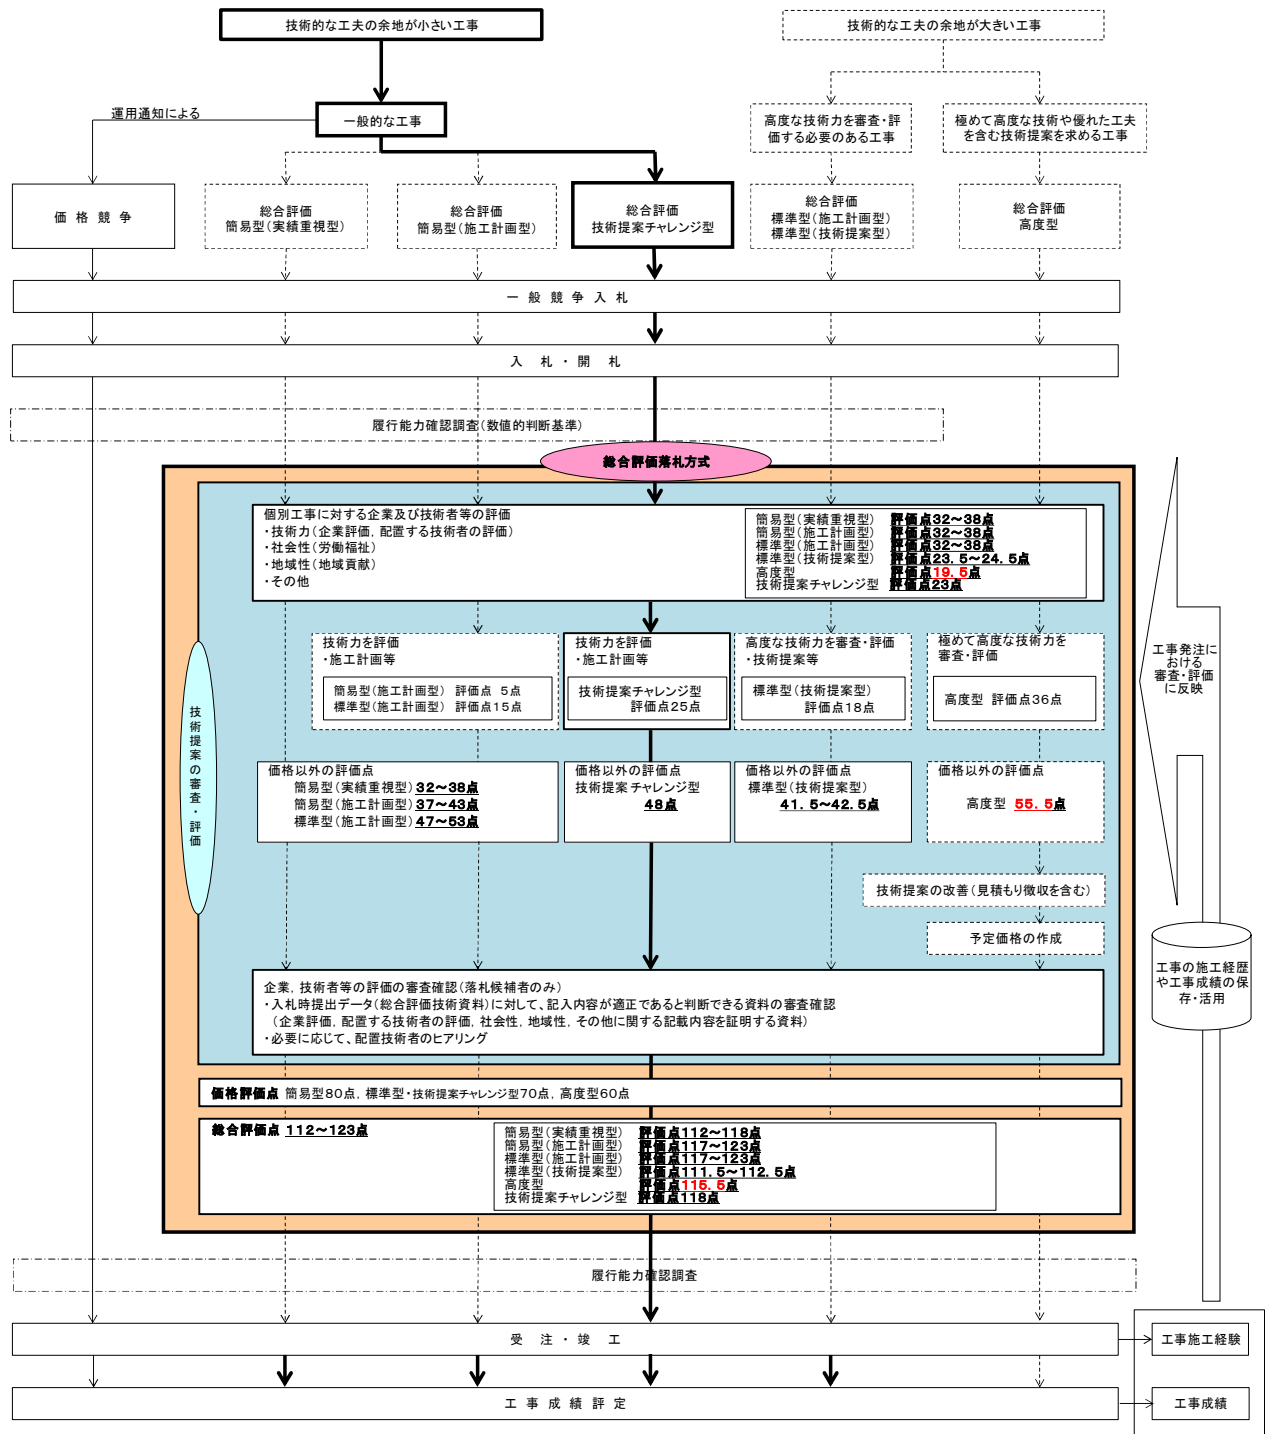 技術的な工夫の余地が小さい工事
技術的な工夫の余地が大きい工事
運用通知による
一般的な工事
高度な技術力を審査・評
価する必要のある工事
極めて高度な技術や優れた工夫
を含む技術提案を求める工事
価 格 競 争
総合評価
簡易型(実績重視型)
総合評価
簡易型(施工計画型)
総合評価
技術提案チャレンジ型
総合評価
標準型(施工計画型)
標準型(技術提案型)
総合評価
高度型
一 般 競 争 入 札
入 札 ・ 開 札
履行能力確認調査(数値的判断基準)
総合評価落札方式
個別工事に対する企業及び技術者等の評価
・技術力(企業評価, 配置する技術者の評価)
・社会性(労働福祉)
・地域性(地域貢献)
・その他
簡易型(実績重視型) 評価点32~38点
簡易型(施工計画型) 評価点32~38点
標準型(施工計画型) 評価点32~38点
標準型(技術提案型) 評価点23. 5~24. 5点
高度型 評価点19. 5点
技術提案チャレンジ型 評価点23点
技術力を評価
・施工計画等
簡易型(施工計画型) 評価点 5点
標準型(施工計画型) 評価点15点
技術力を評価
・施工計画等
技術提案チャレンジ型
評価点25点
高度な技術力を審査・評価
・技術提案等
標準型(技術提案型)
評価点18点
極めて高度な技術力を
審査・評価
高度型 評価点36点
工事発注に
おける
審査・評価
に反映
技術提案の審査・評価
価格以外の評価点
簡易型(実績重視型) 32~38点
簡易型(施工計画型) 37~43点
標準型(施工計画型) 47~53点
価格以外の評価点
技術提案チャレンジ型
48点
価格以外の評価点
標準型(技術提案型)
41. 5~42. 5点
価格以外の評価点
高度型 55. 5点
技術提案の改善(見積もり徴収を含む)
予定価格の作成
工事の施工経歴
や工事成績の保
存・活用
企業, 技術者等の評価の審査確認(落札候補者のみ)
・入札時提出データ(総合評価技術資料)に対して、記入内容が適正であると判断できる資料の審査確認
(企業評価, 配置する技術者の評価, 社会性, 地域性, その他に関する記載内容を証明する資料)
・必要に応じて、配置技術者のヒアリング
価格評価点 簡易型80点, 標準型・技術提案チャレンジ型70点, 高度型60点
総合評価点 112~123点
簡易型(実績重視型) 評価点112~118点
簡易型(施工計画型) 評価点117~123点
標準型(施工計画型) 評価点117~123点
標準型(技術提案型) 評価点111. 5~112. 5点
高度型 評価点115. 5点
技術提案チャレンジ型 評価点118点
履行能力確認調査
受 注 ・ 竣 工
工事施工経験
工 事 成 績 評 定
工事成績